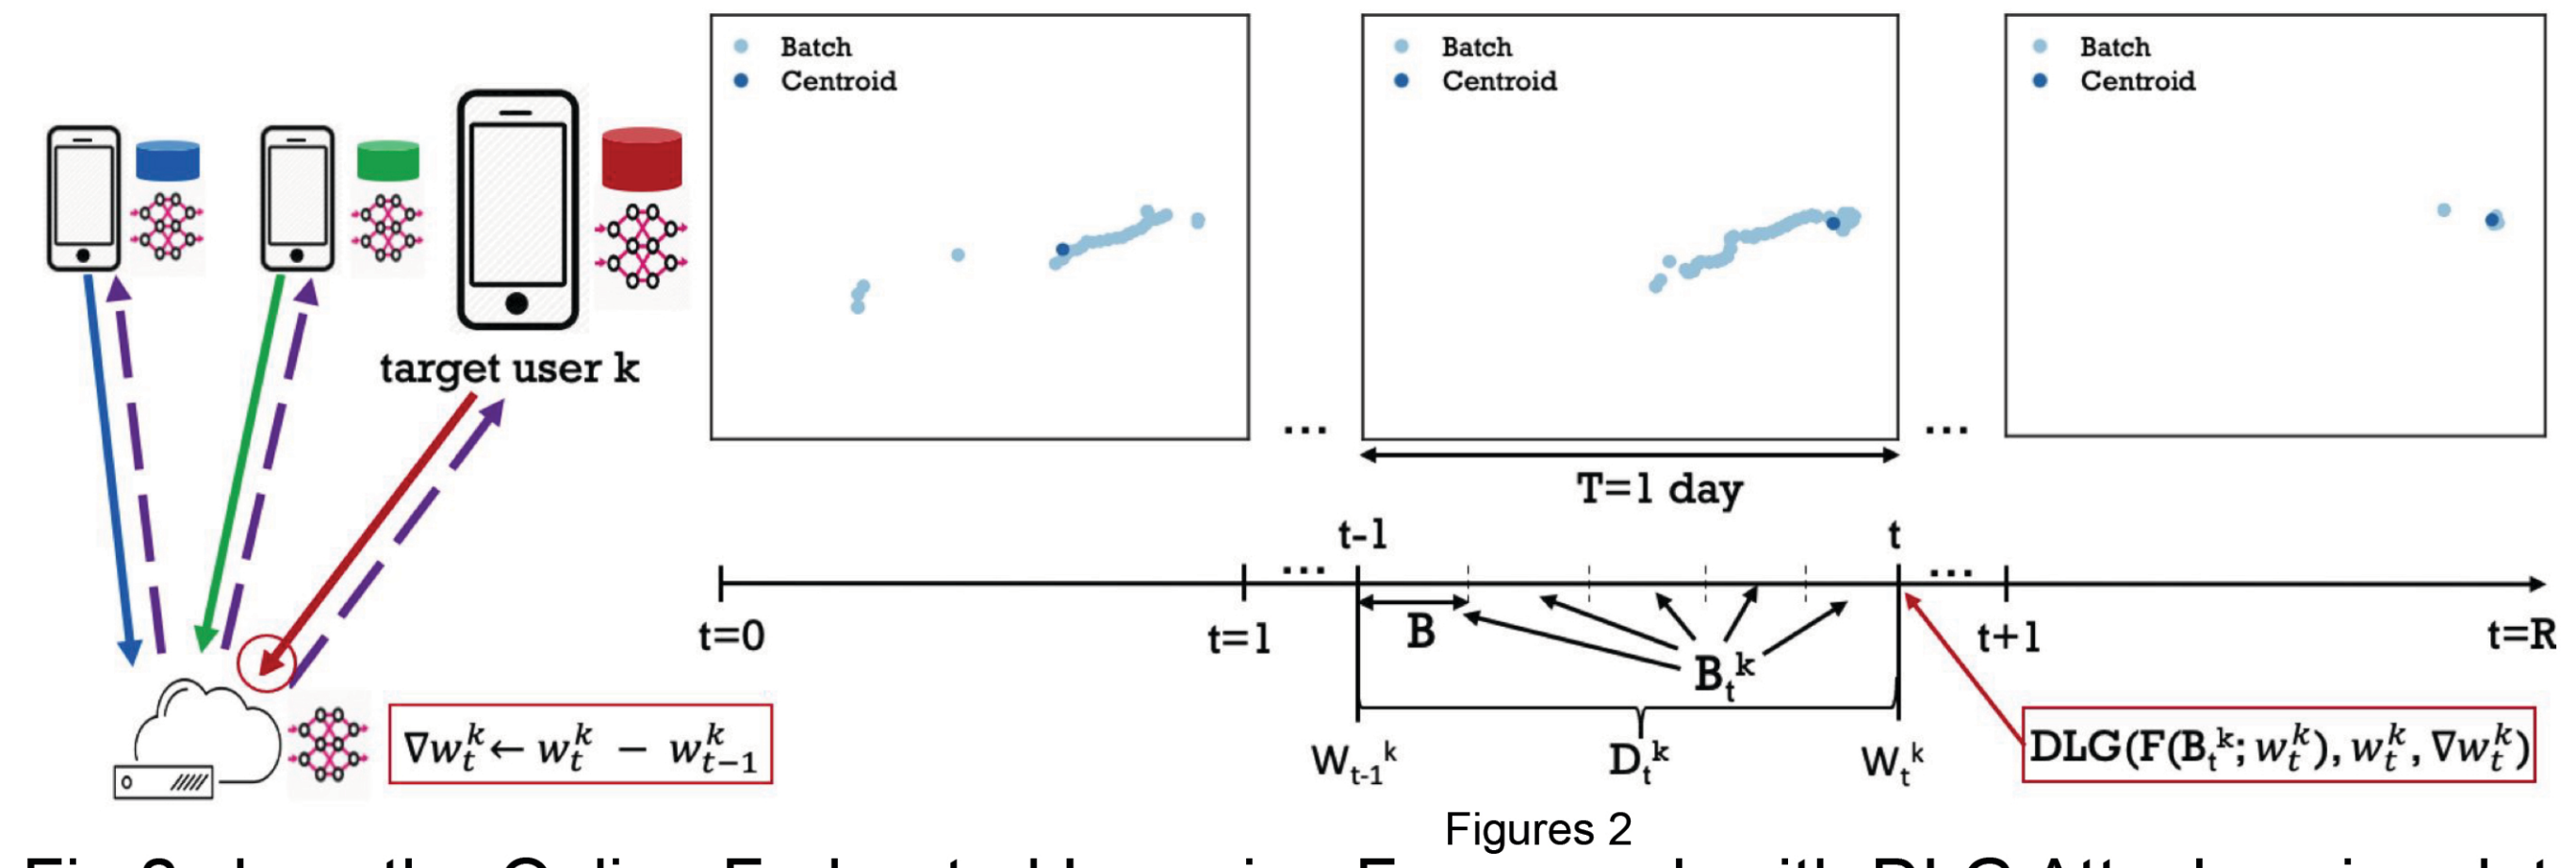 Batch
Centroid
Batch
Centroid
Batch
Centroid
target user k
...
...
T=1 day
t-1
t
...
...
t=0
t=1
B
B_t^k
t+1
t=R
∇w_t^k ← w_t^k − w_{t−1}^k
W_{t-1}^k
D_t^k
W_t^k
DLG(F(B_t^k; w_t^k), w_t^k, ∇w_t^k)
Figures 2